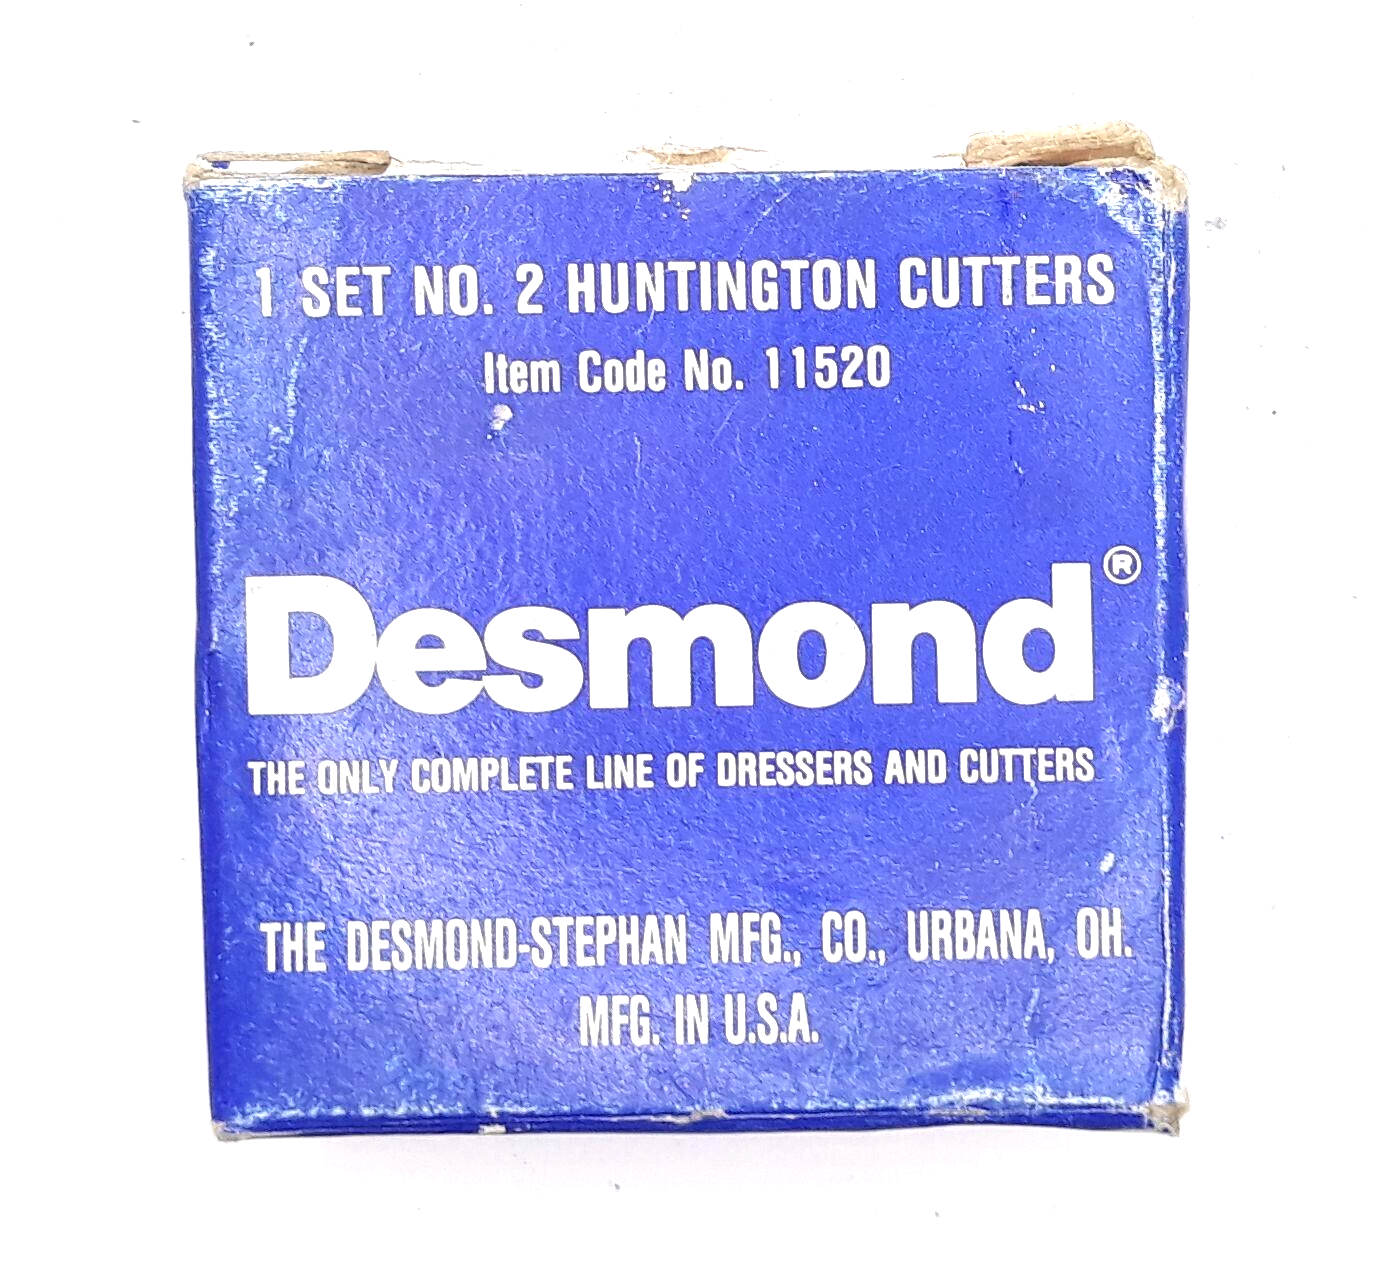 1 SET NO. 2 HUNTINGTON CUTTERS
Item Code No. 11520
Desmond®
THE ONLY COMPLETE LINE OF DRESSERS AND CUTTERS
THE DESMOND-STEPHAN MFG., CO., URBANA, OH.
MFG. IN U.S.A.